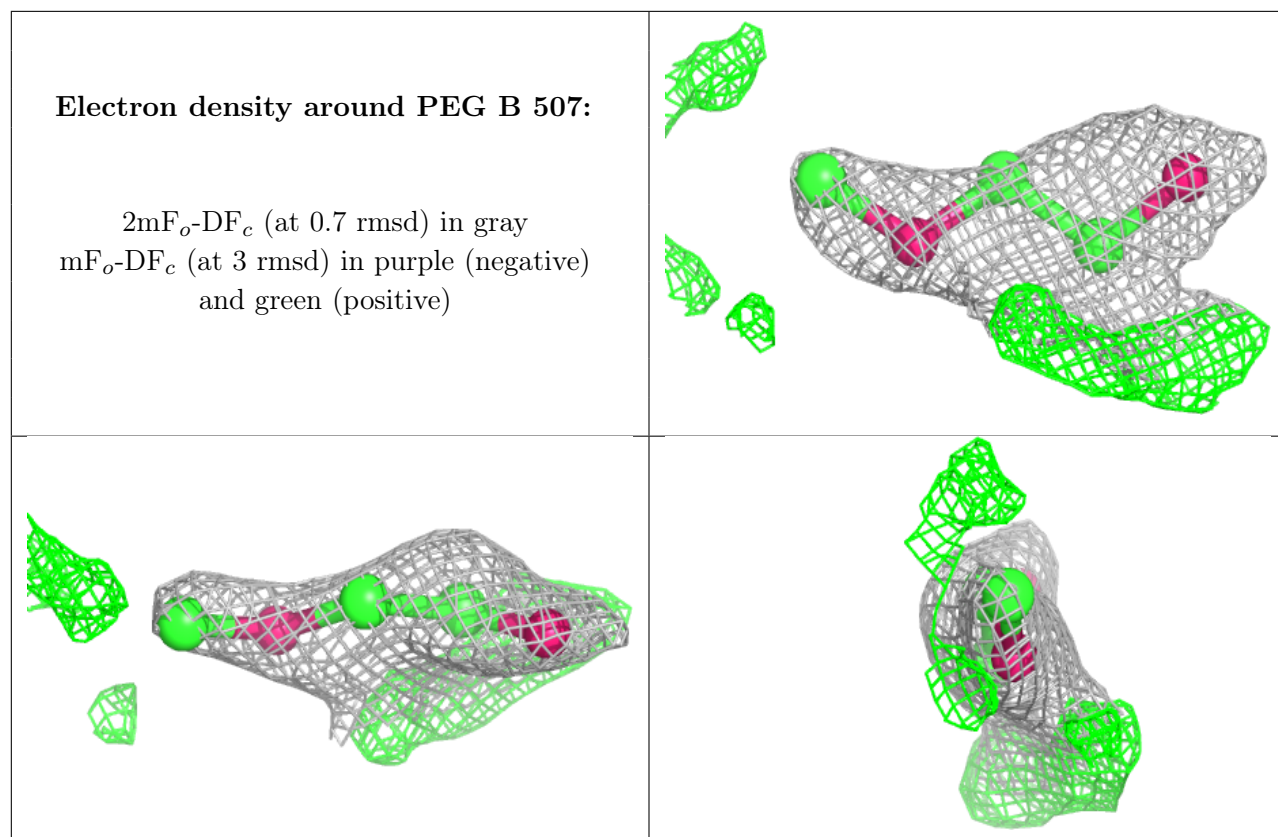 Electron density around PEG B 507:
2mFo-DFc (at 0.7 rmsd) in gray
mFo-DFc (at 3 rmsd) in purple (negative)
and green (positive)